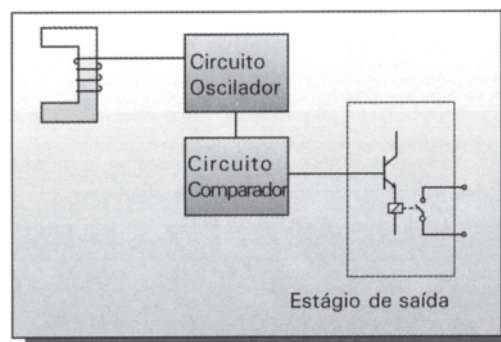 Circuito
Oscilador
Circuito
Comparador
Estágio de saída